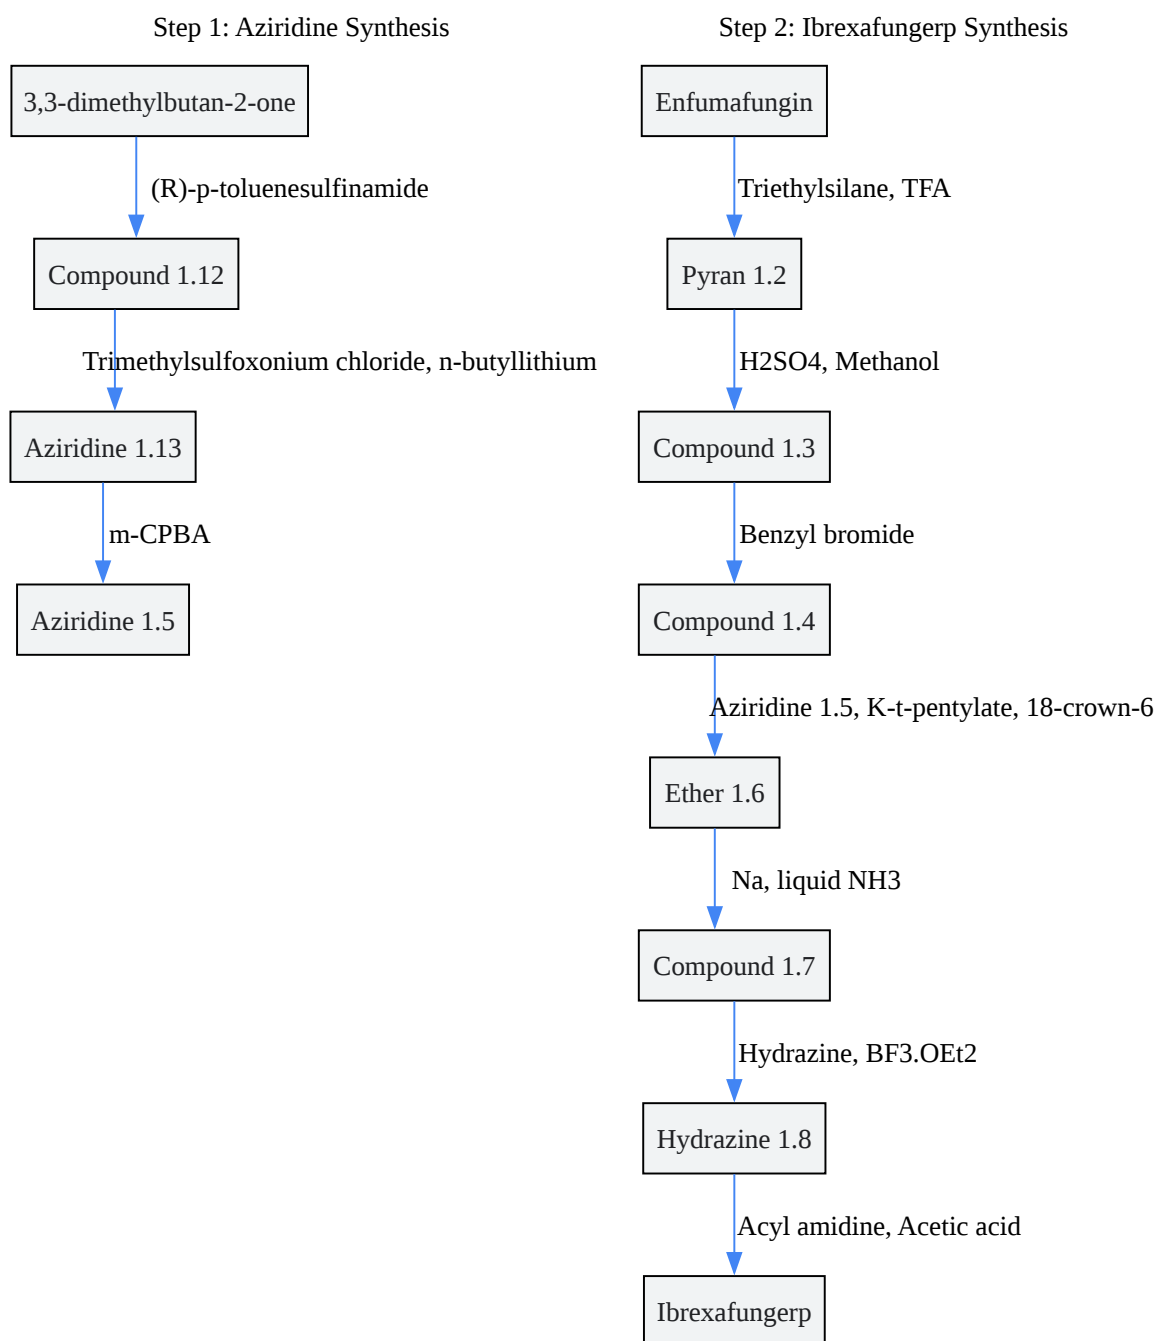 Step 1: Aziridine Synthesis
3,3-dimethylbutan-2-one
(R)-p-toluenesulfinamide
Compound 1.12
Trimethylsulfoxonium chloride, n-butyllithium
Aziridine 1.13
m-CPBA
Aziridine 1.5
Step 2: Ibrexafungerp Synthesis
Enfumafungin
Triethylsilane, TFA
Pyran 1.2
H2SO4, Methanol
Compound 1.3
Benzyl bromide
Compound 1.4
Aziridine 1.5, K-t-pentylate, 18-crown-6
Ether 1.6
Na, liquid NH3
Compound 1.7
Hydrazine, BF3.OEt2
Hydrazine 1.8
Acyl amidine, Acetic acid
Ibrexafungerp